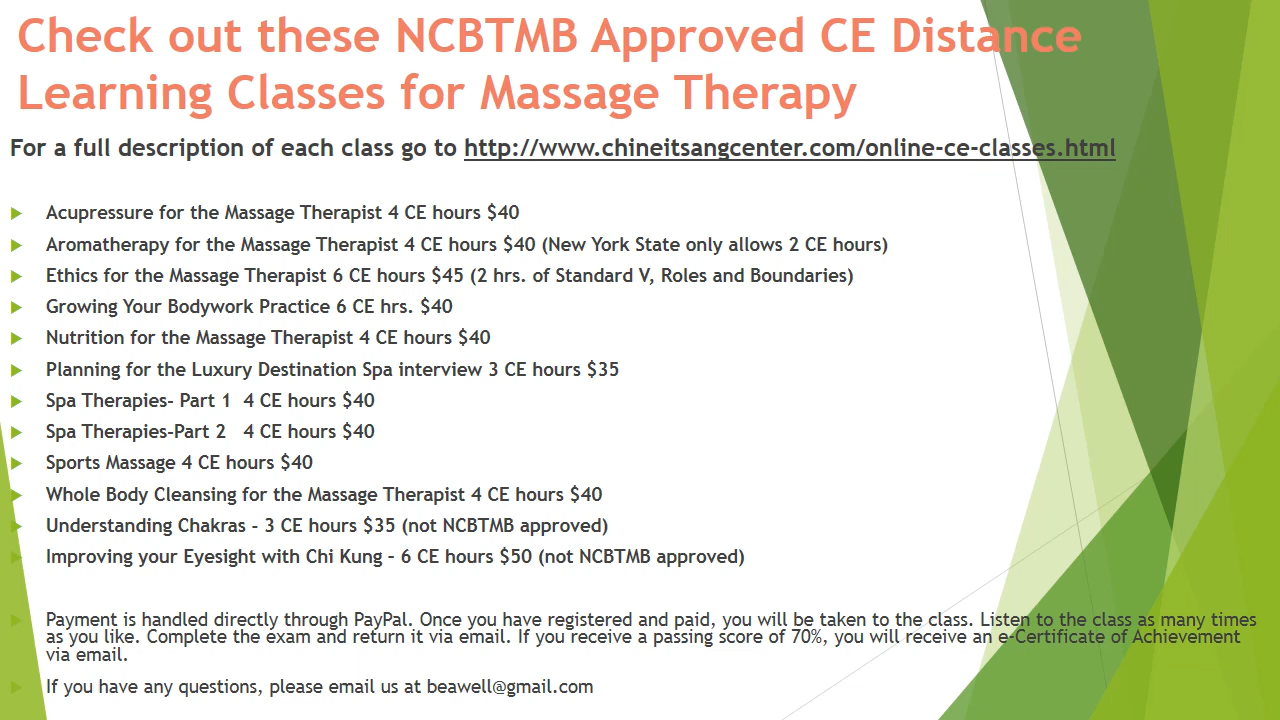 Check out these NCBTMB Approved CE Distance
Learning Classes for Massage Therapy
For a full description of each class go to http://www.chineitsangcenter.com/online-ce-classes.html
Acupressure for the Massage Therapist 4 CE hours $40
Aromatherapy for the Massage Therapist 4 CE hours $40 (New York State only allows 2 CE hours)
Ethics for the Massage Therapist 6 CE hours $45 (2 hrs. of Standard V, Roles and Boundaries)
Growing Your Bodywork Practice 6 CE hrs. $40
Nutrition for the Massage Therapist 4 CE hours $40
Planning for the Luxury Destination Spa interview 3 CE hours $35
Spa Therapies- Part 1  4 CE hours $40
Spa Therapies-Part 2   4 CE hours $40
Sports Massage 4 CE hours $40
Whole Body Cleansing for the Massage Therapist 4 CE hours $40
Understanding Chakras - 3 CE hours $35 (not NCBTMB approved)
Improving your Eyesight with Chi Kung – 6 CE hours $50 (not NCBTMB approved)
Payment is handled directly through PayPal. Once you have registered and paid, you will be taken to the class. Listen to the class as many times
as you like. Complete the exam and return it via email. If you receive a passing score of 70%, you will receive an e-Certificate of Achievement
via email.
If you have any questions, please email us at beawell@gmail.com